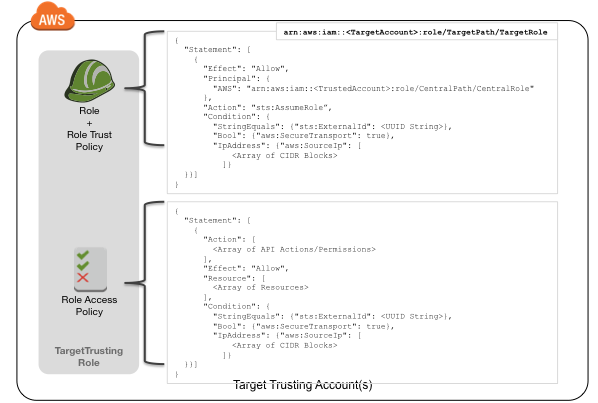 AWS
arn:aws:iam::<TargetAccount>:role/TargetPath/TargetRole
{
"Statement": [
{
"Effect": "Allow",
"Principal": {
"AWS": "arn:aws:iam::<TrustedAccount>:role/CentralPath/CentralRole"
},
"Action": "sts:AssumeRole",
"Condition": {
"StringEquals": {"sts:ExternalId": <UUID String>},
"Bool": {"aws:SecureTransport": true},
"IpAddress": {"aws:SourceIp": [
<Array of CIDR Blocks>
]}
}}]
}
Role
+
Role Trust
Policy
{
"Statement": [
{
"Action": [
<Array of API Actions/Permissions>
],
"Effect": "Allow",
"Resource": [
<Array of Resources>
],
"Condition": {
"StringEquals": {"sts:ExternalId": <UUID String>},
"Bool": {"aws:SecureTransport": true},
"IpAddress": {"aws:SourceIp": [
<Array of CIDR Blocks>
]}
}}]
}
Role Access
Policy
TargetTrusting
Role
Target Trusting Account(s)